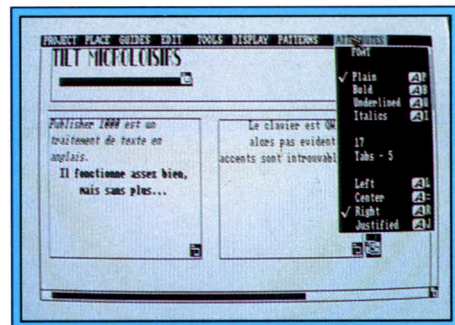 PROJECT PLACE GUIDES EDIT TOOLS DISPLAY PATTERNS ATTRIBUTES
TILT MICROLOISIRS
Publisher 1000 est un
traitement de texte en
anglais.
Il fonctionne assez bien,
mais sans plus...
Le clavier est QW
alors pas evident
accents sont introuvabl
FONT
✓ Plain A P
Bold A B
Underlined A U
Italics A I
17
Tabs - 5
Left A L
Center A =
✓ Right A R
Justified A J